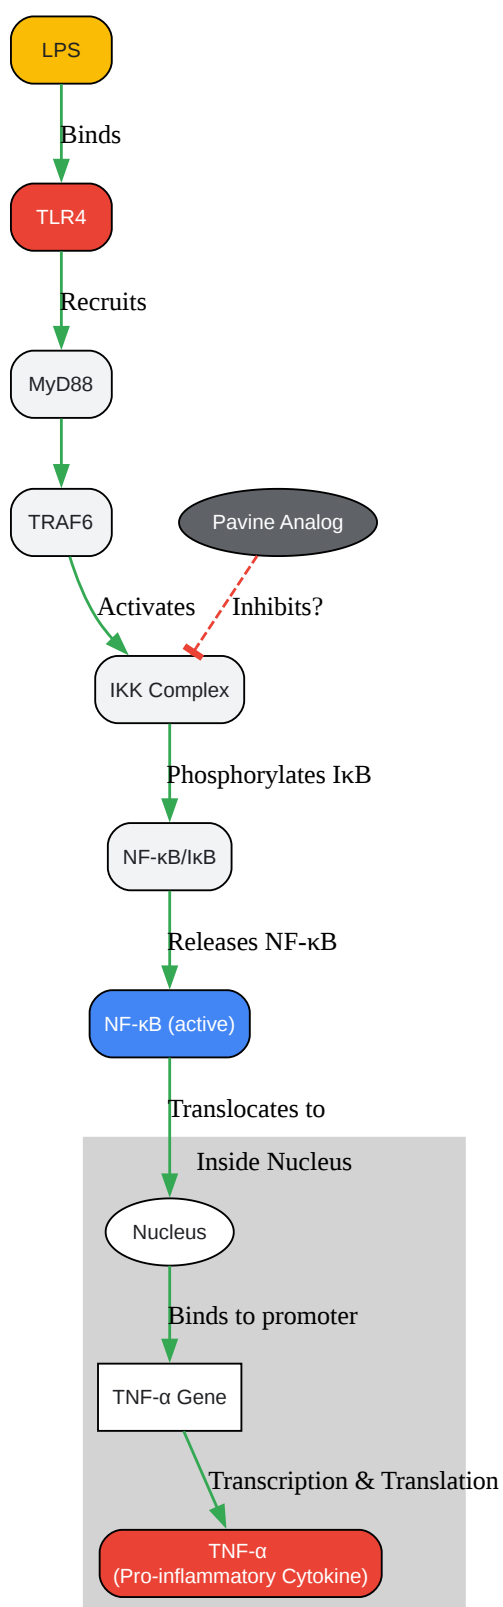 LPS
Binds
TLR4
Recruits
MyD88
TRAF6
Pavine Analog
Activates
Inhibits?
IKK Complex
Phosphorylates IκB
NF-κB/IκB
Releases NF-κB
NF-κB (active)
Translocates to
Inside Nucleus
Nucleus
Binds to promoter
TNF-α Gene
Transcription & Translation
TNF-α
(Pro-inflammatory Cytokine)